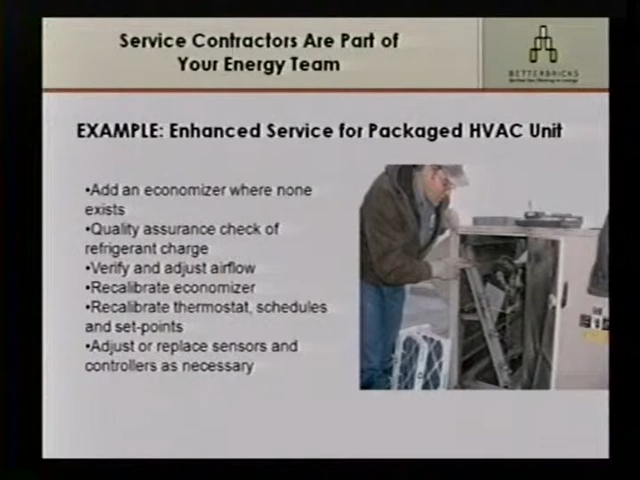 Service Contractors Are Part of
Your Energy Team
BETTERBRICKS
EXAMPLE: Enhanced Service for Packaged HVAC Unit
•Add an economizer where none
exists
•Quality assurance check of
refrigerant charge
•Verify and adjust airflow
•Recalibrate economizer
•Recalibrate thermostat, schedules
and set-points
•Adjust or replace sensors and
controllers as necessary